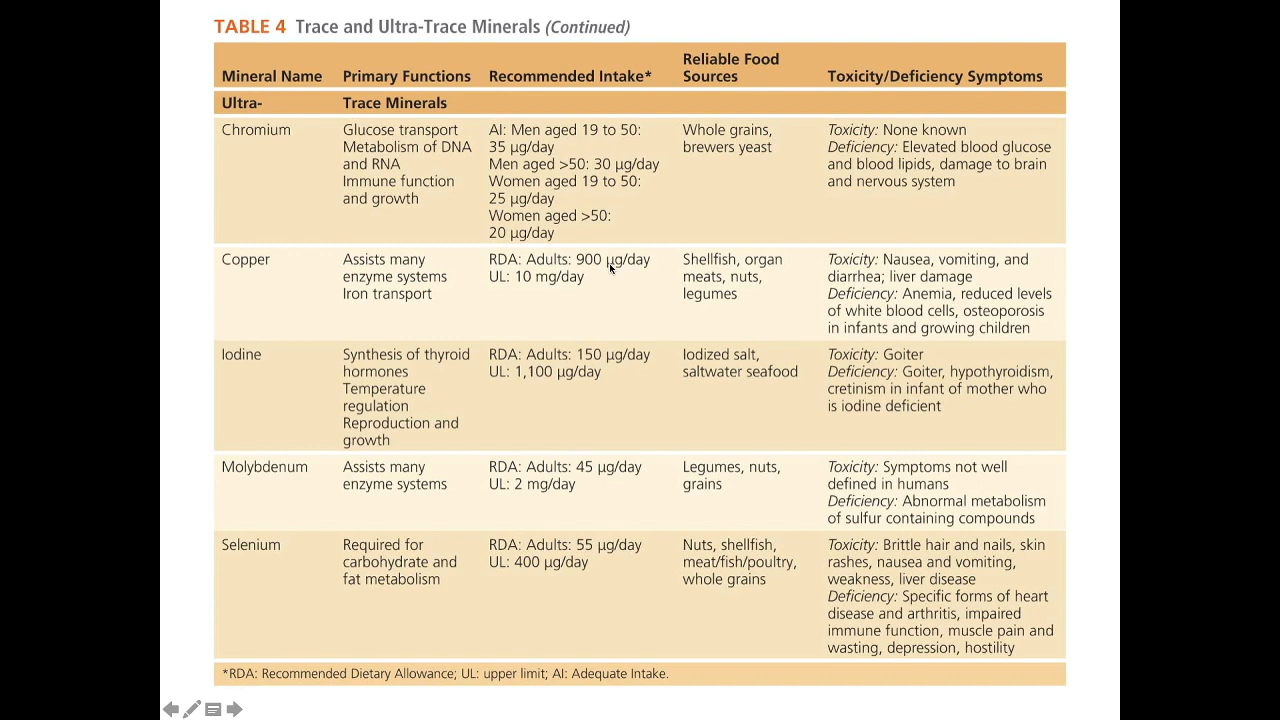 TABLE 4 Trace and Ultra-Trace Minerals (Continued)
Mineral Name
Primary Functions
Recommended Intake*
Reliable Food
Sources
Toxicity/Deficiency Symptoms
Ultra-
Trace Minerals
Chromium
Glucose transport
Metabolism of DNA
and RNA
Immune function
and growth
AI: Men aged 19 to 50:
35 µg/day
Men aged >50: 30 µg/day
Women aged 19 to 50:
25 µg/day
Women aged >50:
20 µg/day
Whole grains,
brewers yeast
Toxicity: None known
Deficiency: Elevated blood glucose
and blood lipids, damage to brain
and nervous system
Copper
Assists many
enzyme systems
Iron transport
RDA: Adults: 900 µg/day
UL: 10 mg/day
Shellfish, organ
meats, nuts,
legumes
Toxicity: Nausea, vomiting, and
diarrhea; liver damage
Deficiency: Anemia, reduced levels
of white blood cells, osteoporosis
in infants and growing children
Iodine
Synthesis of thyroid
hormones
Temperature
regulation
Reproduction and
growth
RDA: Adults: 150 µg/day
UL: 1,100 µg/day
Iodized salt,
saltwater seafood
Toxicity: Goiter
Deficiency: Goiter, hypothyroidism,
cretinism in infant of mother who
is iodine deficient
Molybdenum
Assists many
enzyme systems
RDA: Adults: 45 µg/day
UL: 2 mg/day
Legumes, nuts,
grains
Toxicity: Symptoms not well
defined in humans
Deficiency: Abnormal metabolism
of sulfur containing compounds
Selenium
Required for
carbohydrate and
fat metabolism
RDA: Adults: 55 µg/day
UL: 400 µg/day
Nuts, shellfish,
meat/fish/poultry,
whole grains
Toxicity: Brittle hair and nails, skin
rashes, nausea and vomiting,
weakness, liver disease
Deficiency: Specific forms of heart
disease and arthritis, impaired
immune function, muscle pain and
wasting, depression, hostility
*RDA: Recommended Dietary Allowance; UL: upper limit; AI: Adequate Intake.